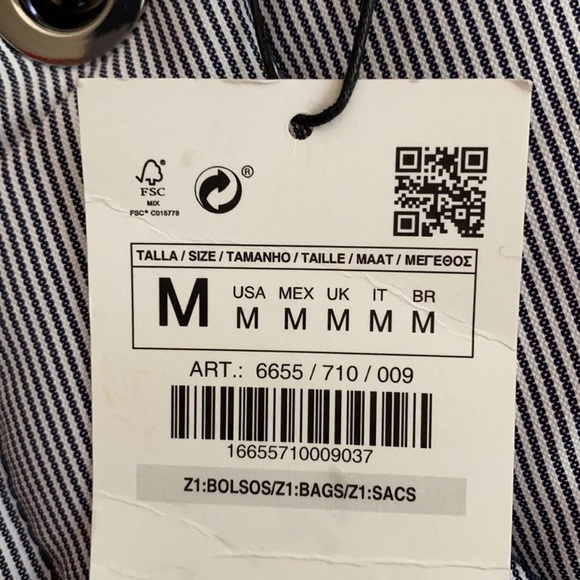 FSC
MIX
FSC® C015778
®
TALLA / SIZE / TAMANHO / TAILLE / MAAT / ΜΕΓΕΘΟΣ
M
USA MEX UK IT BR
M M M M M
ART.: 6655 / 710 / 009
16655710009037
Z1:BOLSOS/Z1:BAGS/Z1:SACS